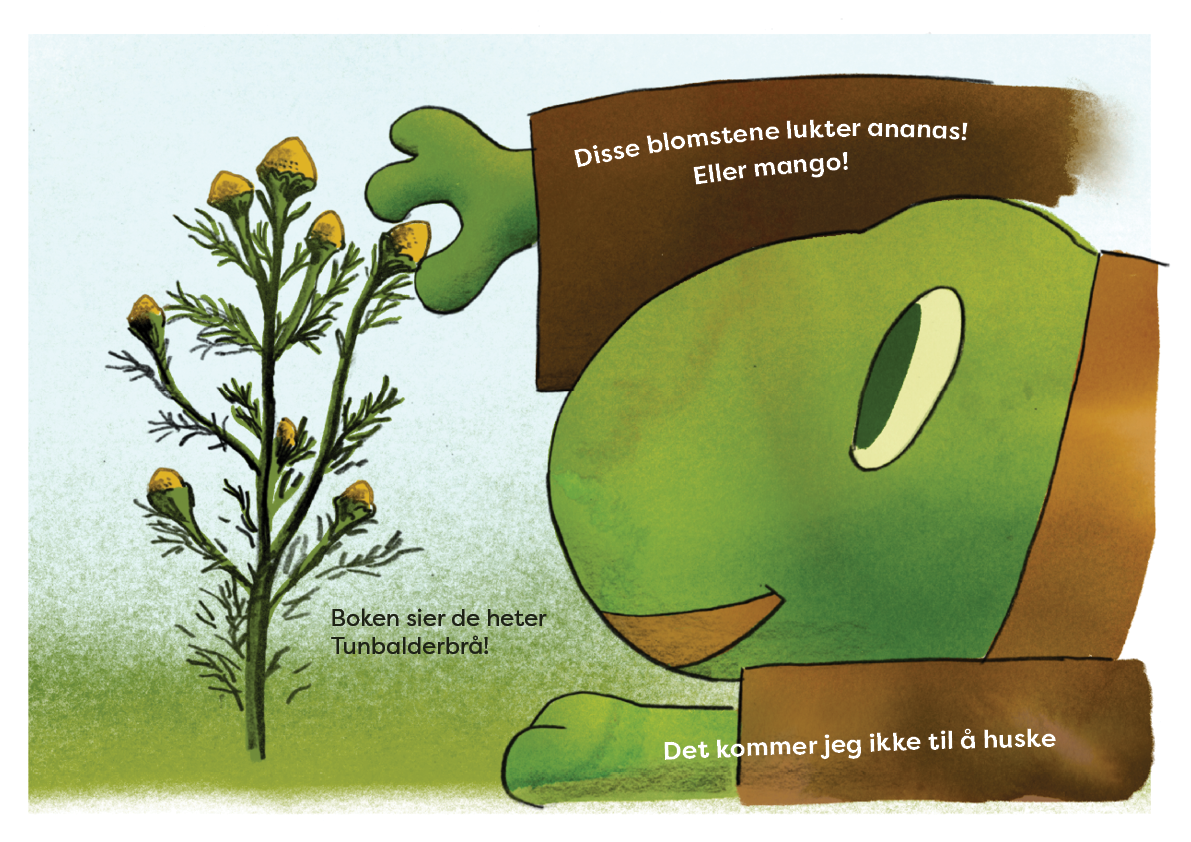 Disse blomstene lukter ananas!
Eller mango!
Boken sier de heter
Tunbalderbrå!
Det kommer jeg ikke til å huske